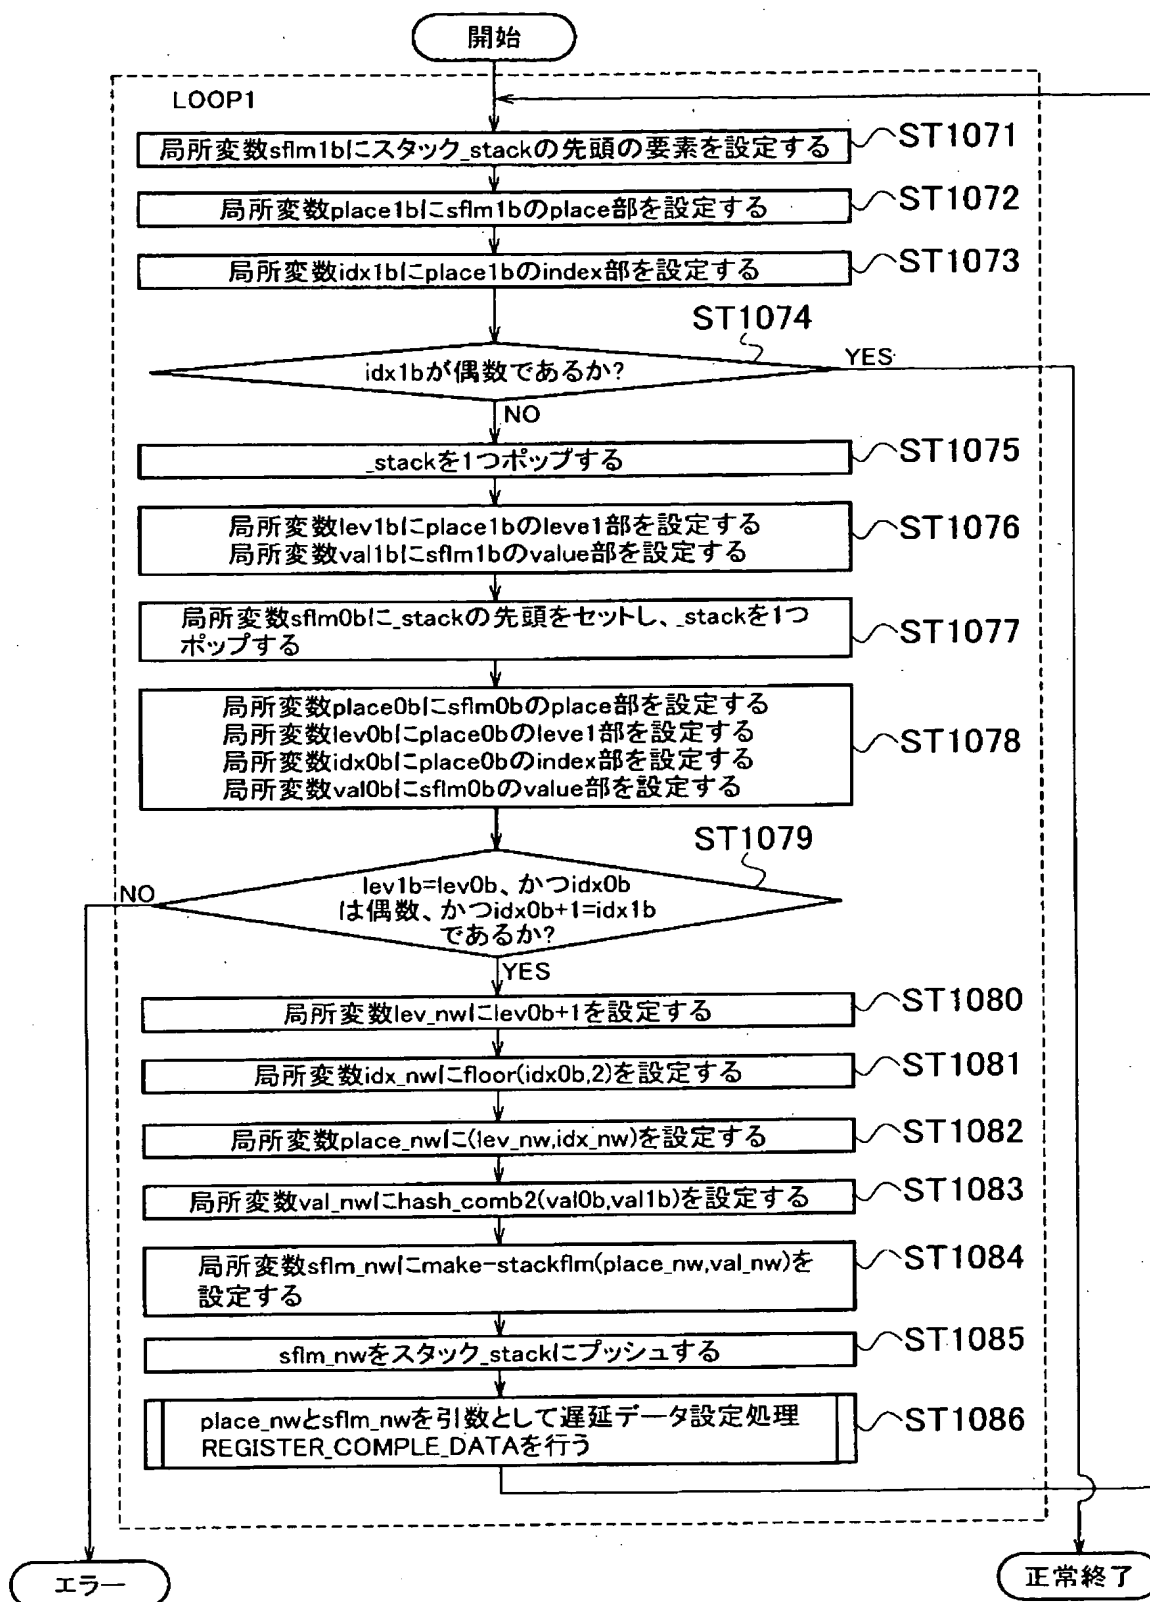 開始
LOOP1
局所変数sflm1bにスタック_stackの先頭の要素を設定する
ST1071
局所変数place1bにsflm1bのplace部を設定する
ST1072
局所変数idx1bにplace1bのindex部を設定する
ST1073
ST1074
idx1bが偶数であるか?
YES
NO
_stackを1つポップする
ST1075
局所変数lev1bにplace1bのleve1部を設定する
局所変数val1bにsflm1bのvalue部を設定する
ST1076
局所変数sflm0bに_stackの先頭をセットし、_stackを1つ
ポップする
ST1077
局所変数place0bにsflm0bのplace部を設定する
局所変数lev0bにplace0bのleve1部を設定する
局所変数idx0bにplace0bのindex部を設定する
局所変数val0bにsflm0bのvalue部を設定する
ST1078
ST1079
NO
lev1b=lev0b、かつidx0b
は偶数、かつidx0b+1=idx1b
であるか?
YES
局所変数lev_nwにlev0b+1を設定する
ST1080
局所変数idx_nwにfloor(idx0b,2)を設定する
ST1081
局所変数place_nwに(lev_nw,idx_nw)を設定する
ST1082
局所変数val_nwにhash_comb2(val0b,val1b)を設定する
ST1083
局所変数sflm_nwにmake-stackflm(place_nw,val_nw)を
設定する
ST1084
sflm_nwをスタック_stackにプッシュする
ST1085
place_nwとsflm_nwを引数として遅延データ設定処理
REGISTER_COMPLE_DATAを行う
ST1086
エラー
正常終了